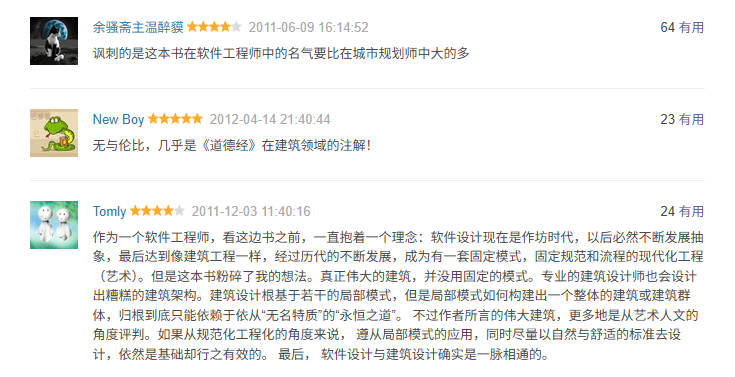 余骚斋主温醉貘 2011-06-09 16:14:52 64 有用
讽刺的是这本书在软件工程师中的名气要比在城市规划师中大的多
New Boy 2012-04-14 21:40:44 23 有用
无与伦比，几乎是《道德经》在建筑领域的注解！
Tomly 2011-12-03 11:40:16 24 有用
作为一个软件工程师，看这边书之前，一直抱着一个理念：软件设计现在是作坊时代，以后必然不断发展抽
象，最后达到像建筑工程一样，经过历代的不断发展，成为有一套固定模式，固定规范和流程的现代化工程
（艺术）。但是这本书粉碎了我的想法。真正伟大的建筑，并没用固定的模式。专业的建筑设计师也会设计
出糟糕的建筑架构。建筑设计根基于若干的局部模式，但是局部模式如何构建出一个整体的建筑或建筑群
体，归根到底只能依赖于依从“无名特质”的“永恒之道”。 不过作者所言的伟大建筑，更多地是从艺术人文的
角度评判。如果从规范化工程化的角度来说， 遵从局部模式的应用，同时尽量以自然与舒适的标准去设
计，依然是基础却行之有效的。 最后， 软件设计与建筑设计确实是一脉相通的。